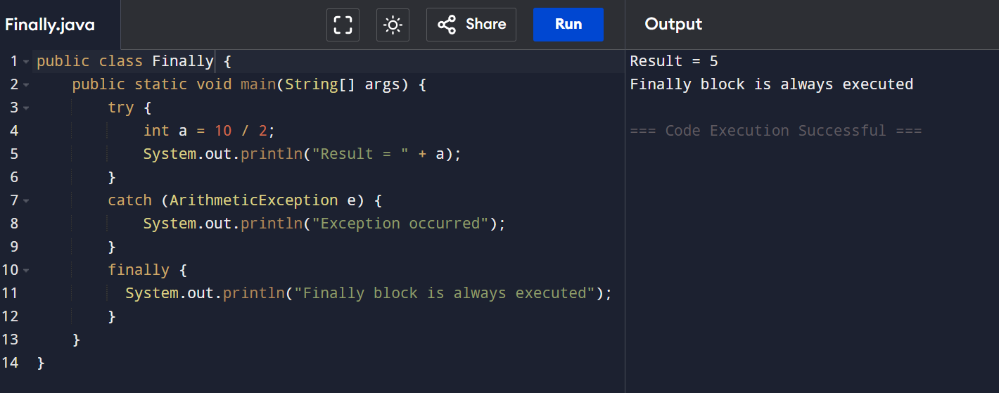 Finally.java
Share
Run
Output
1 public class Finally {
2     public static void main(String[] args) {
3         try {
4             int a = 10 / 2;
5             System.out.println("Result = " + a);
6         }
7         catch (ArithmeticException e) {
8             System.out.println("Exception occurred");
9         }
10         finally {
11           System.out.println("Finally block is always executed");
12         }
13     }
14 }
Result = 5
Finally block is always executed
=== Code Execution Successful ===